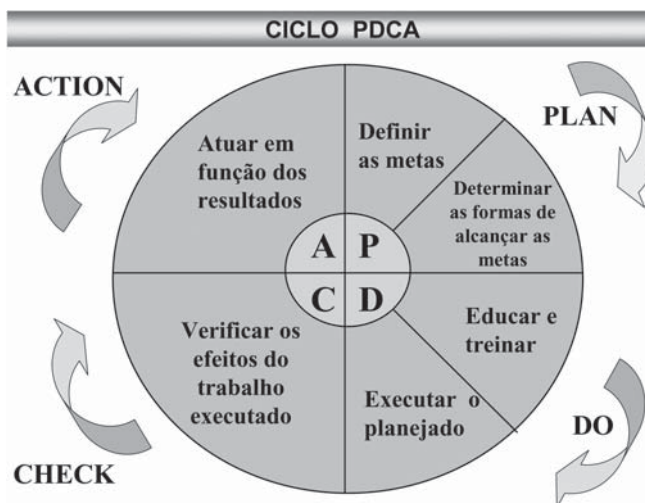 CICLO PDCA
ACTION
PLAN
Atuar em
função dos
resultados
Definir
as metas
Determinar
as formas de
alcançar as
metas
A P
C D
Verificar os
efeitos do
trabalho
executado
Educar e
treinar
Executar o
planejado
CHECK
DO